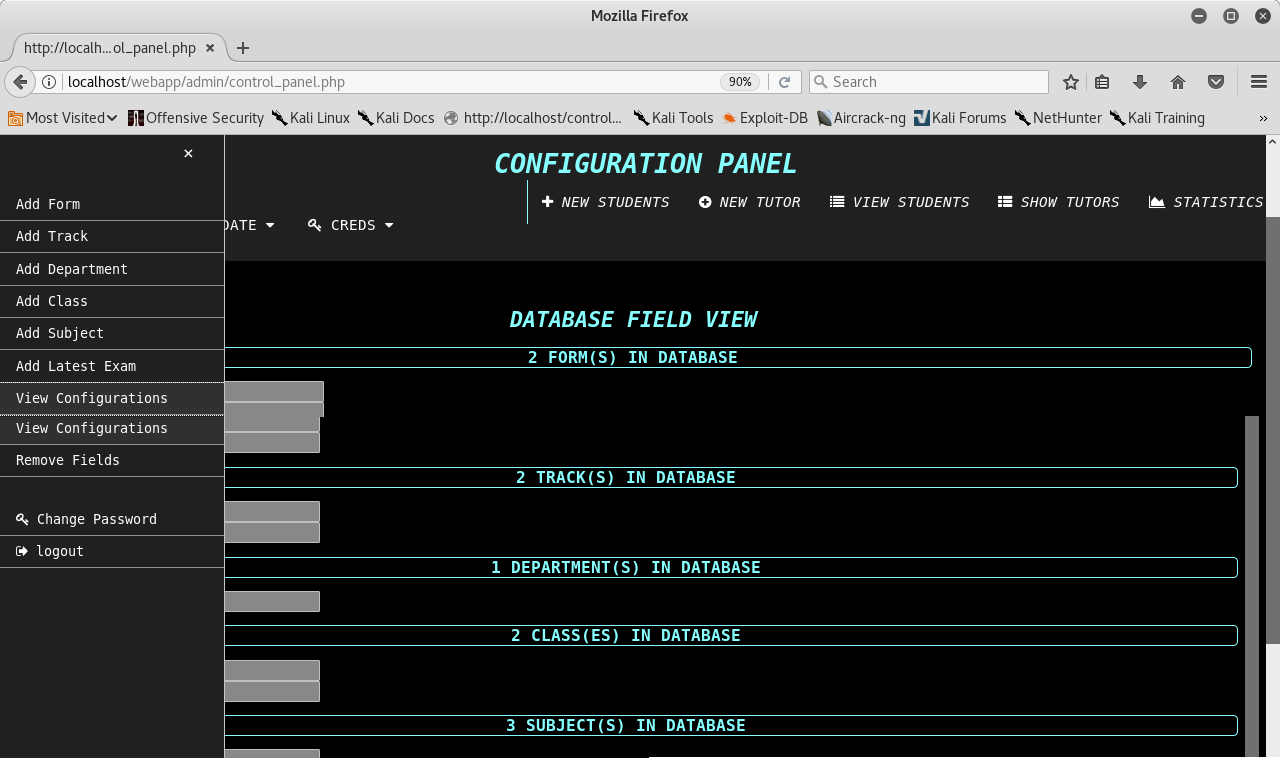 Mozilla Firefox
http://localh...ol_panel.php × +
localhost/webapp/admin/control_panel.php 90% Search
Most Visited Offensive Security Kali Linux Kali Docs http://localhost/control... Kali Tools Exploit-DB Aircrack-ng Kali Forums NetHunter Kali Training »
×
Add Form
Add Track
Add Department
Add Class
Add Subject
Add Latest Exam
View Configurations
View Configurations
Remove Fields
Change Password
logout
CONFIGURATION PANEL
NEW STUDENTS NEW TUTOR VIEW STUDENTS SHOW TUTORS STATISTICS
DATE CREDS
DATABASE FIELD VIEW
2 FORM(S) IN DATABASE
2 TRACK(S) IN DATABASE
1 DEPARTMENT(S) IN DATABASE
2 CLASS(ES) IN DATABASE
3 SUBJECT(S) IN DATABASE